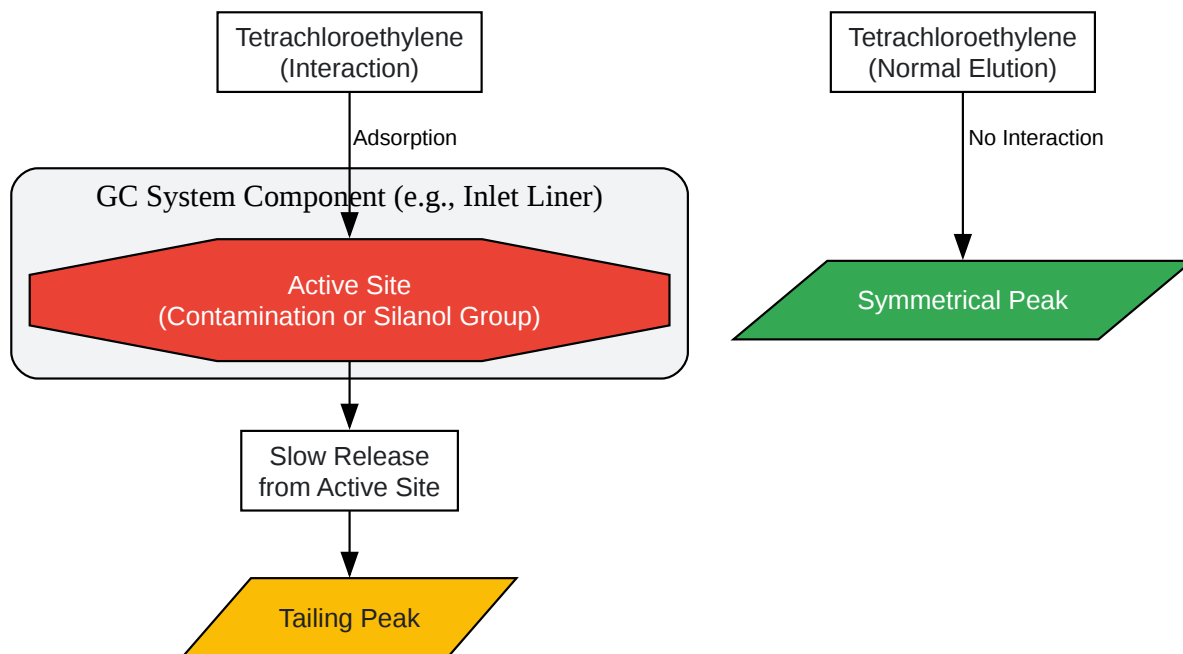 Tetrachloroethylene
(Interaction)
Adsorption
GC System Component (e.g., Inlet Liner)
Active Site
(Contamination or Silanol Group)
Slow Release
from Active Site
Tailing Peak
Tetrachloroethylene
(Normal Elution)
No Interaction
Symmetrical Peak